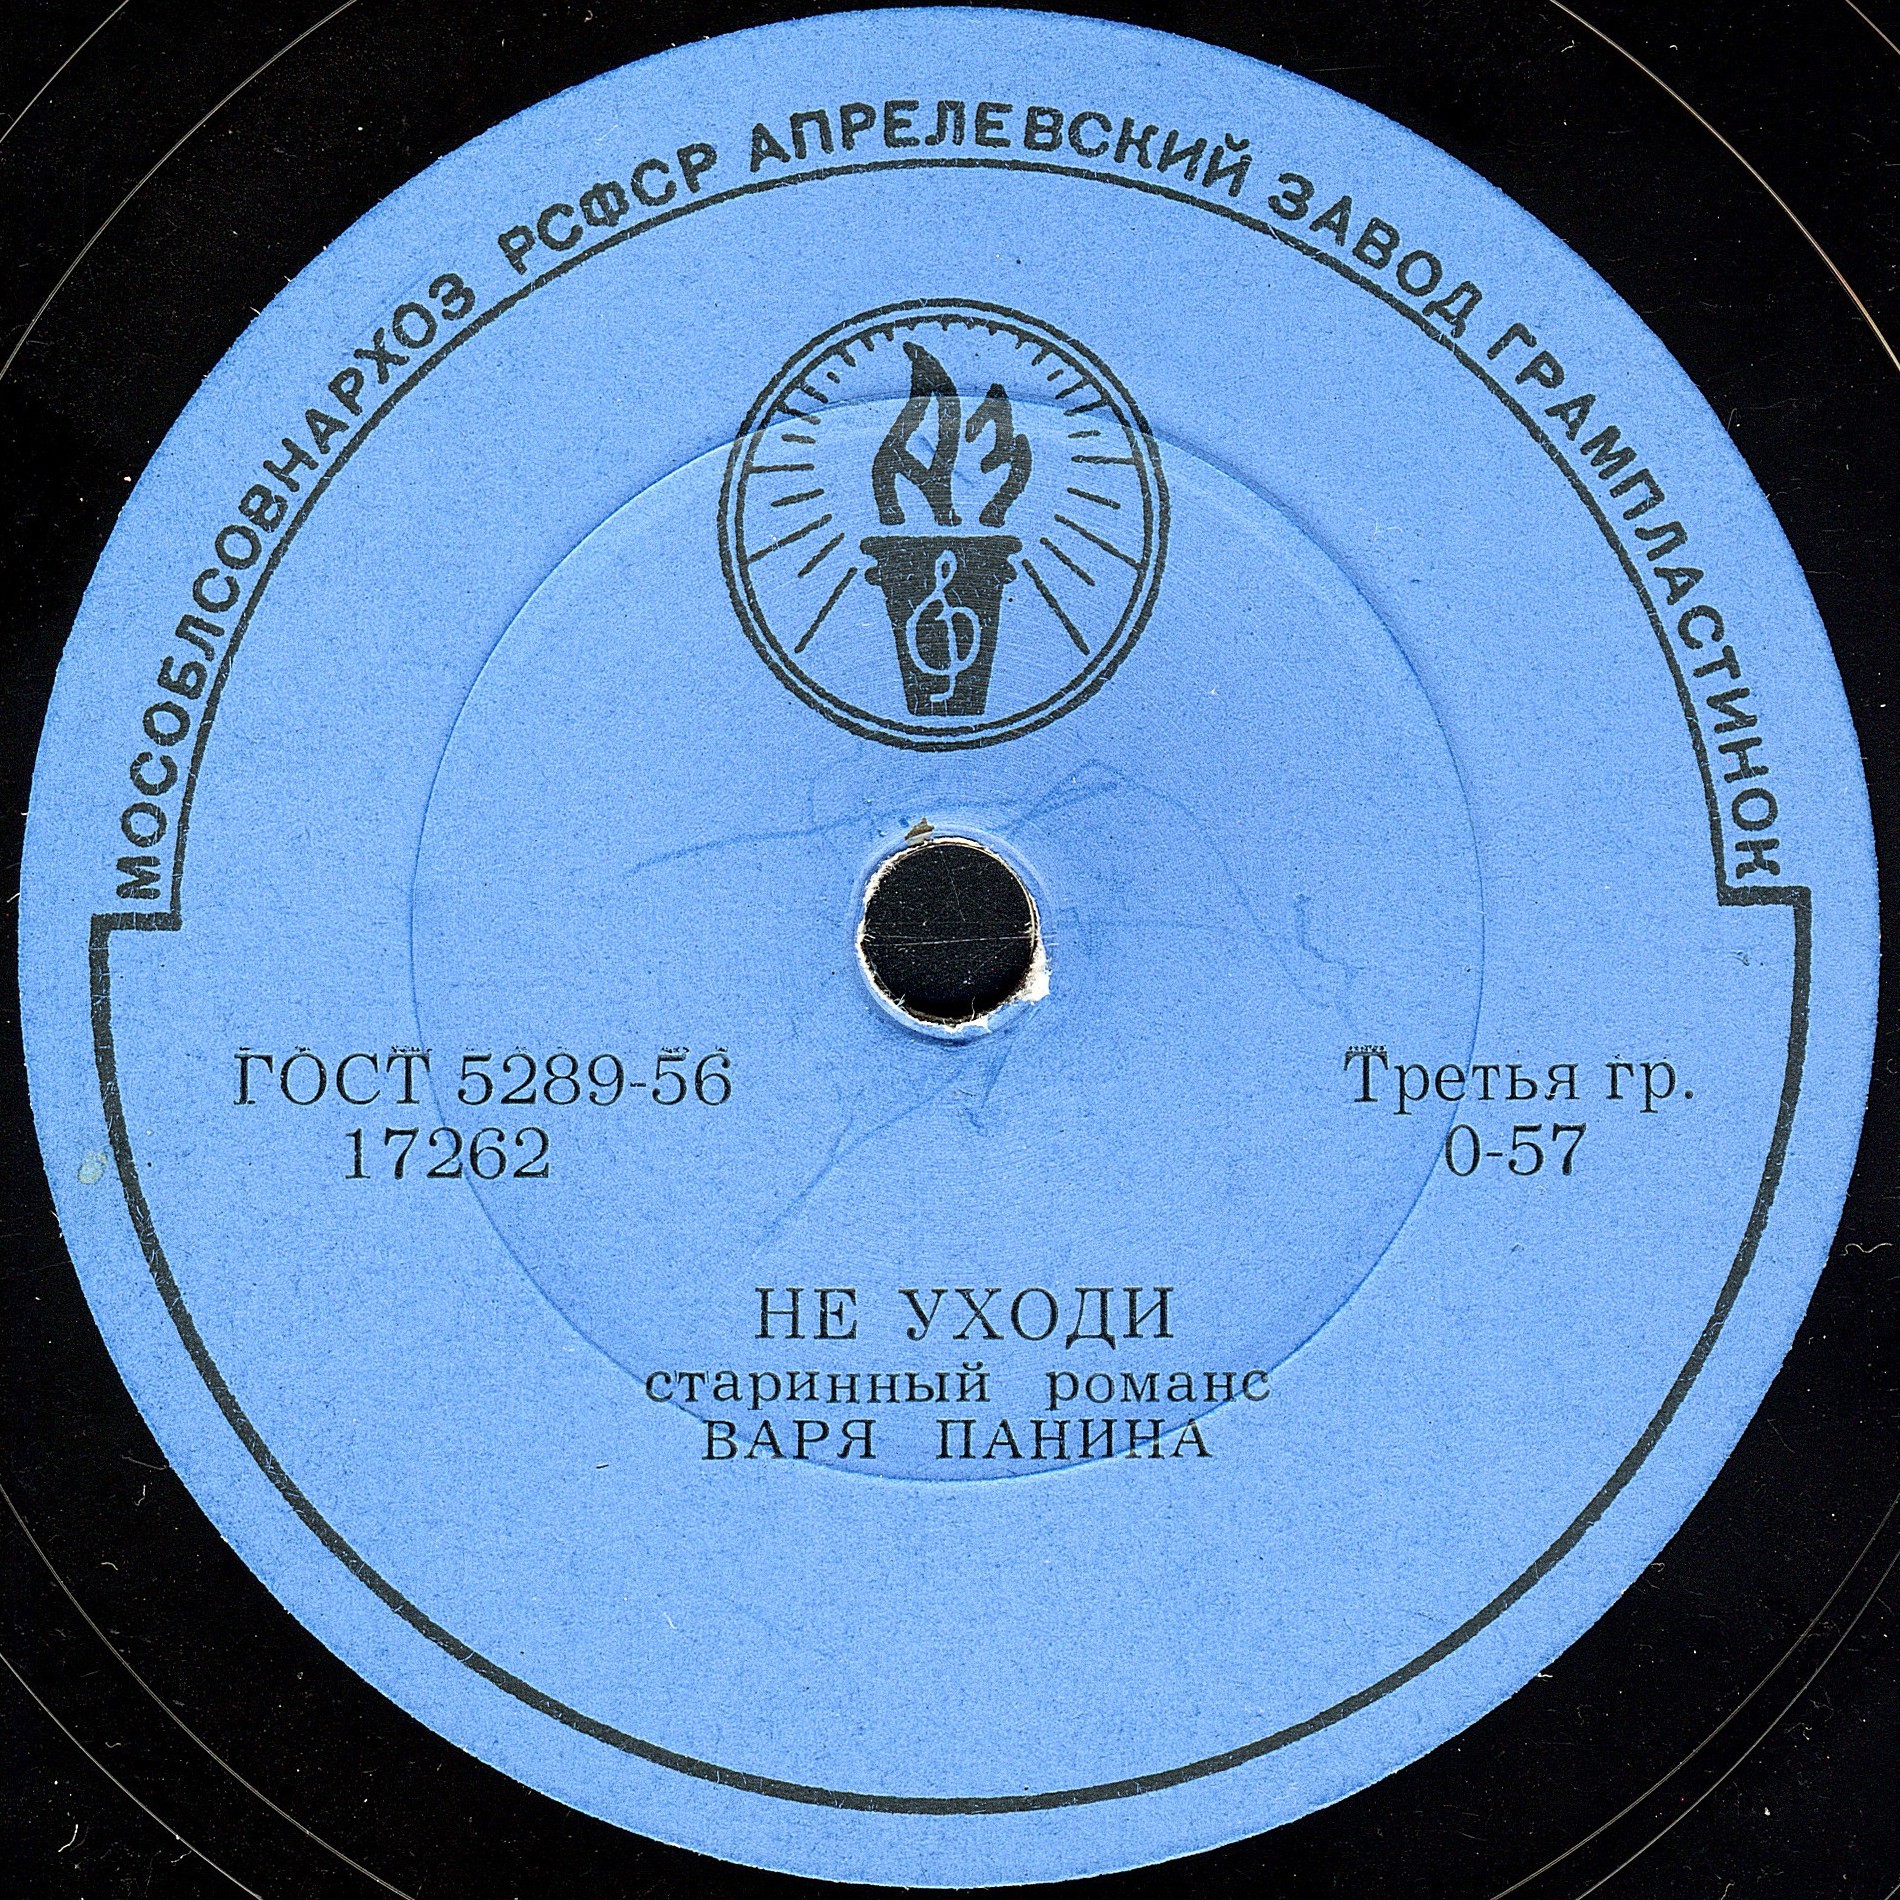 МОСОБЛСОВНАРХОЗ РСФСР АПРЕЛЕВСКИЙ ЗАВОД ГРАМПЛАСТИНОК
АЗ
ГОСТ 5289-56
17262
Третья гр.
0-57
НЕ УХОДИ
старинный романс
ВАРЯ ПАНИНА